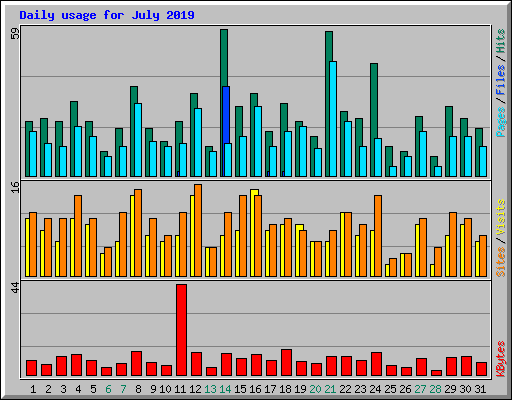 Daily usage for July 2019
59
Pages / Files / Hits
16
Sites / Visits
44
KBytes
1 2 3 4 5 6 7 8 9 10 11 12 13 14 15 16 17 18 19 20 21 22 23 24 25 26 27 28 29 30 31